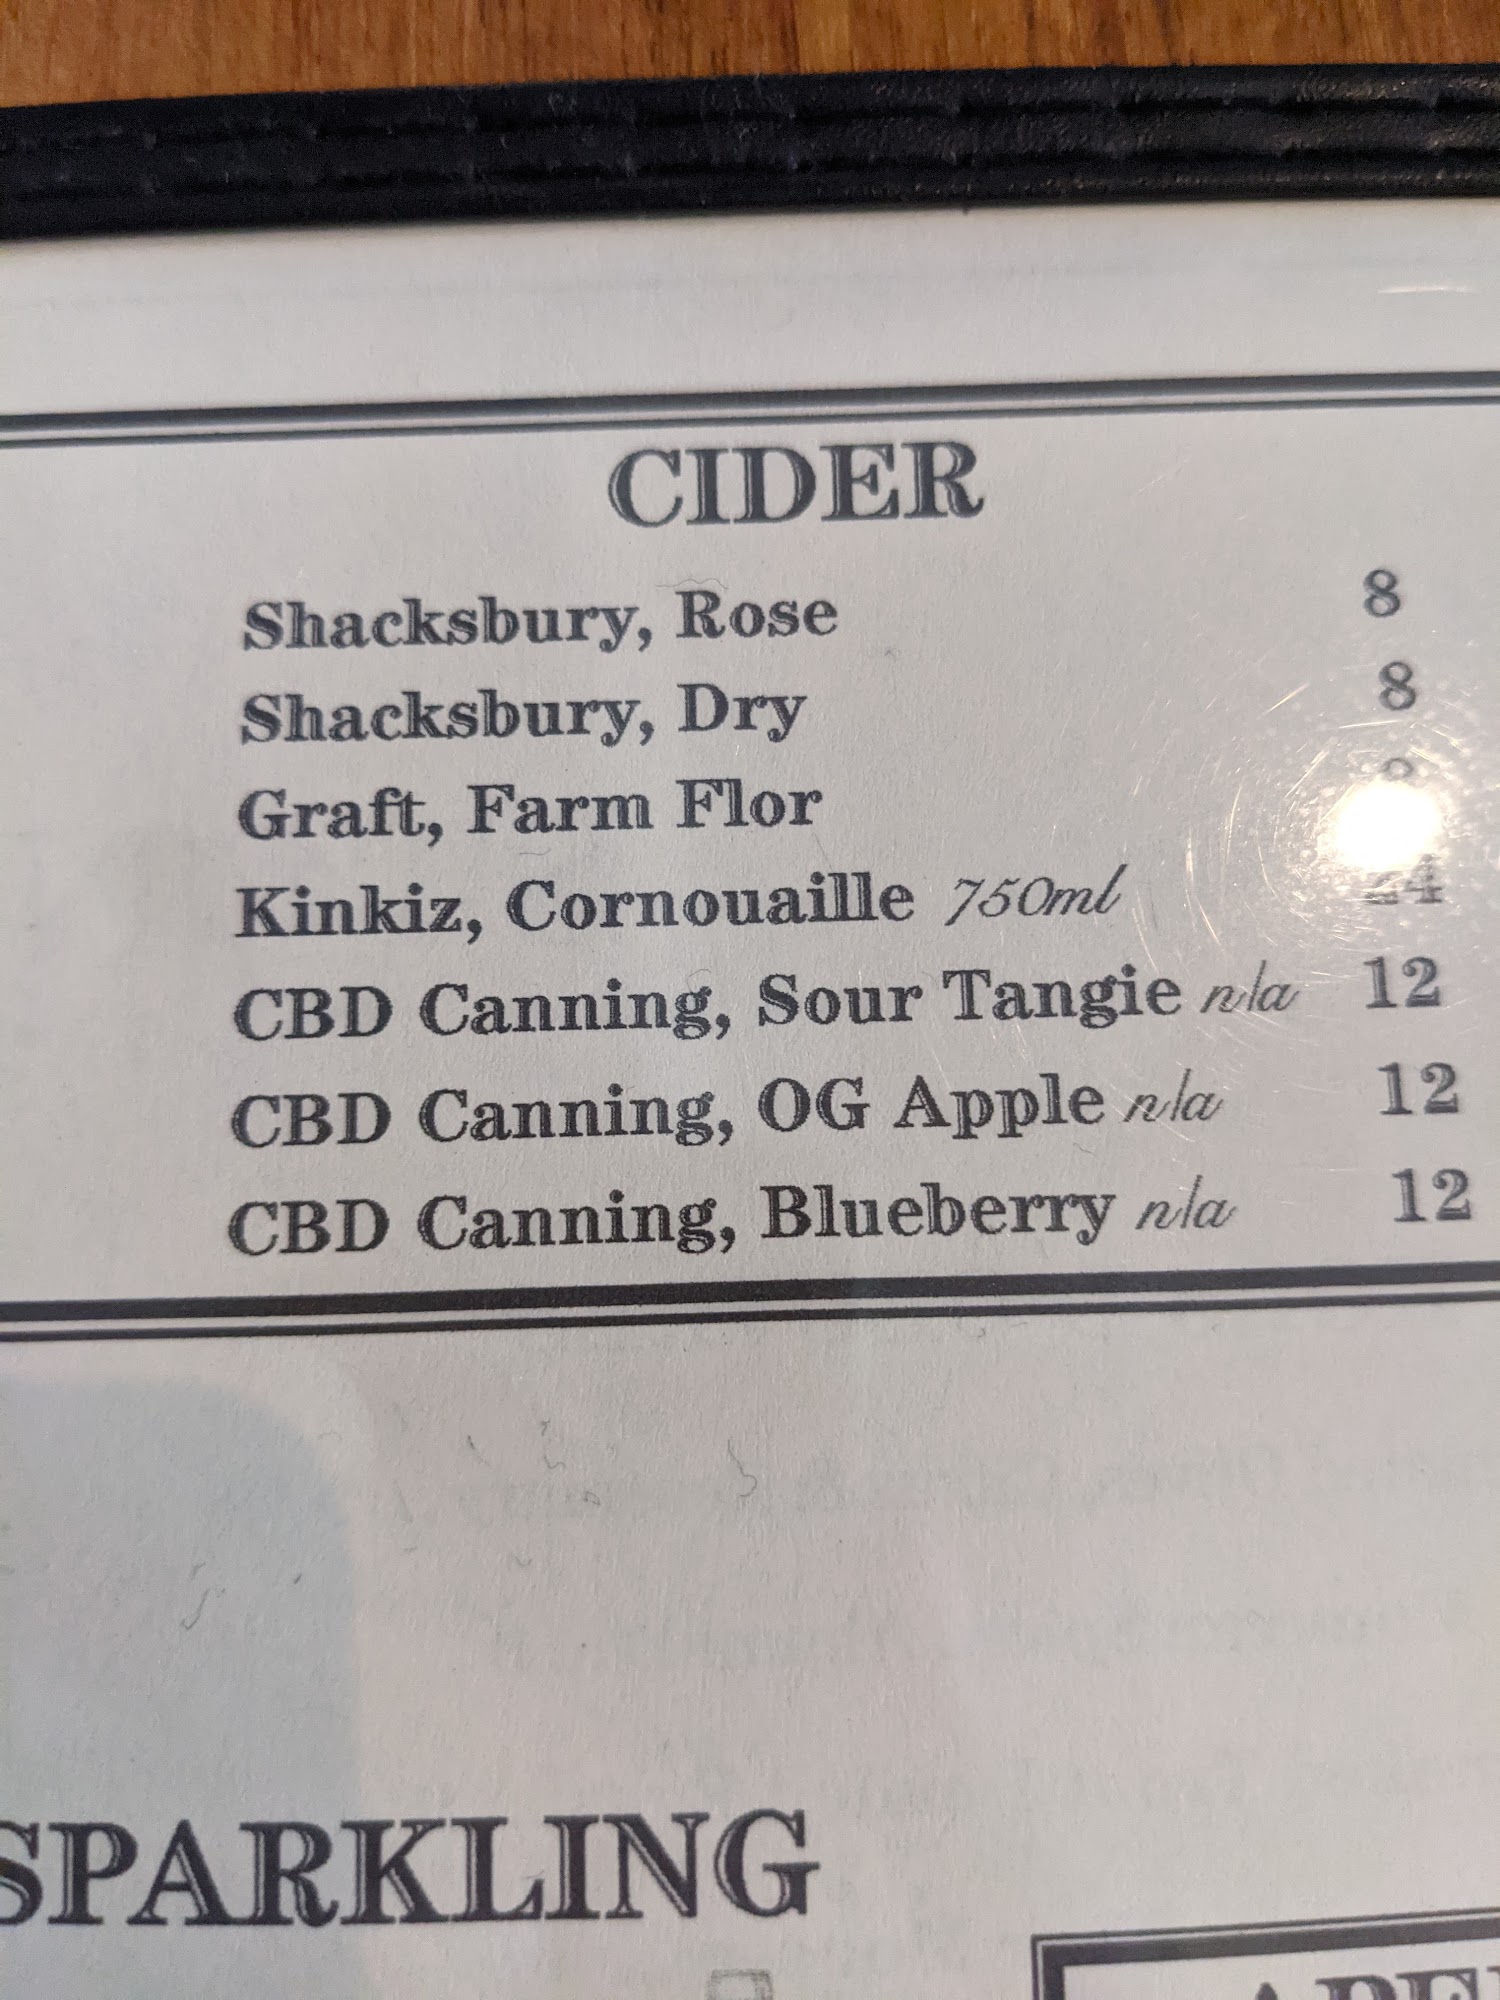 CIDER
Shacksbury, Rose 8
Shacksbury, Dry 8
Graft, Farm Flor
Kinkiz, Cornouaille 750ml 24
CBD Canning, Sour Tangie n/a 12
CBD Canning, OG Apple n/a 12
CBD Canning, Blueberry n/a 12
SPARKLING